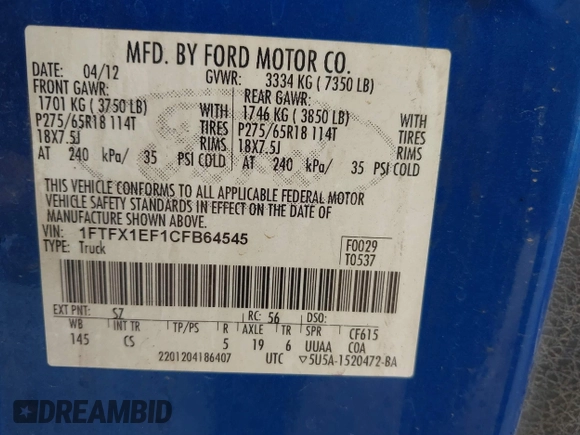 MFD. BY FORD MOTOR CO.
DATE: 04/12 GVWR: 3334 KG ( 7350 LB)
FRONT GAWR: REAR GAWR:
1701 KG ( 3750 LB) WITH 1746 KG ( 3850 LB) WITH
P275/65R18 114T TIRES P275/65R18 114T TIRES
18X7.5J RIMS 18X7.5J RIMS
AT 240 kPa/ 35 PSI COLD AT 240 kPa/ 35 PSI COLD
THIS VEHICLE CONFORMS TO ALL APPLICABLE FEDERAL MOTOR
VEHICLE SAFETY STANDARDS IN EFFECT ON THE DATE OF
MANUFACTURE SHOWN ABOVE.
VIN: 1FTFX1EF1CFB64545
TYPE: Truck
F0029
T0537
EXT PNT: SZ RC: 56 DSO:
WB INT TR TP/PS R AXLE TR SPR CF615
145 CS 5 19 6 UUAA COA
2201204186407 UTC ▽5U5A-1520472-BA
DREAMBID